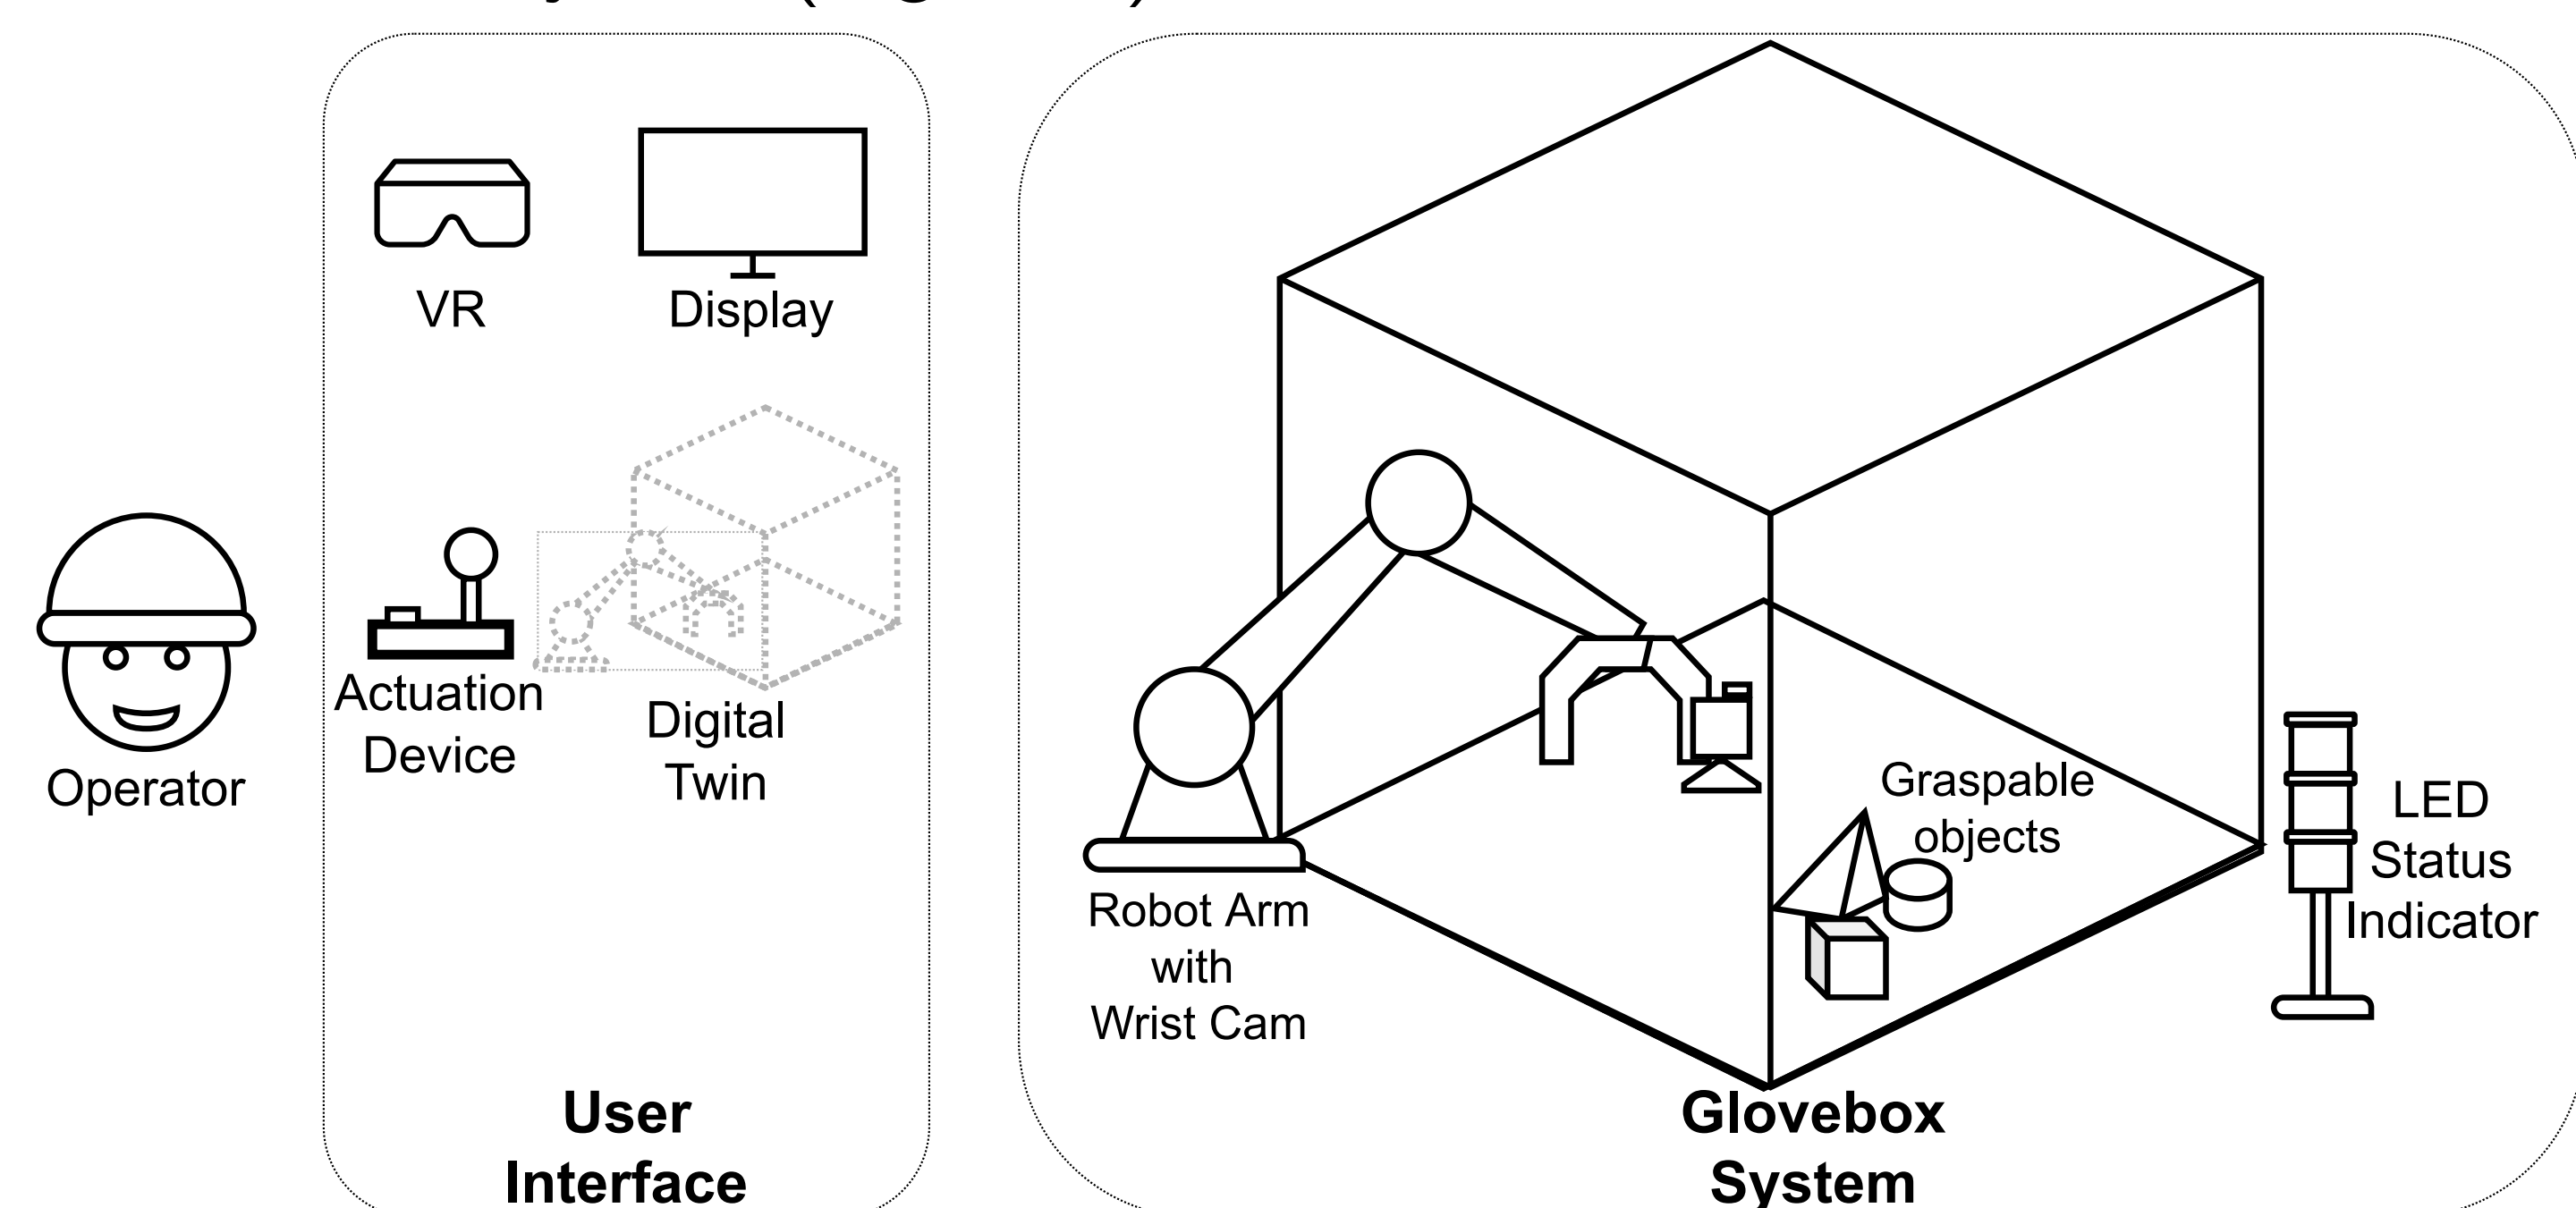 VR
Display
Operator
Actuation
Device
Digital
Twin
User
Interface
Robot Arm
with
Wrist Cam
Graspable
objects
LED
Status
Indicator
Glovebox
System